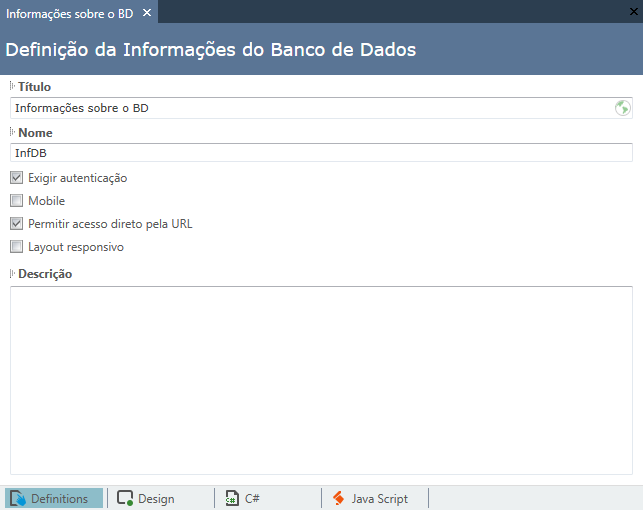 Informações sobre o BD
Definição da Informações do Banco de Dados
Título
Informações sobre o BD
Nome
InfDB
Exigir autenticação
Mobile
Permitir acesso direto pela URL
Layout responsivo
Descrição
Definitions Design C# Java Script